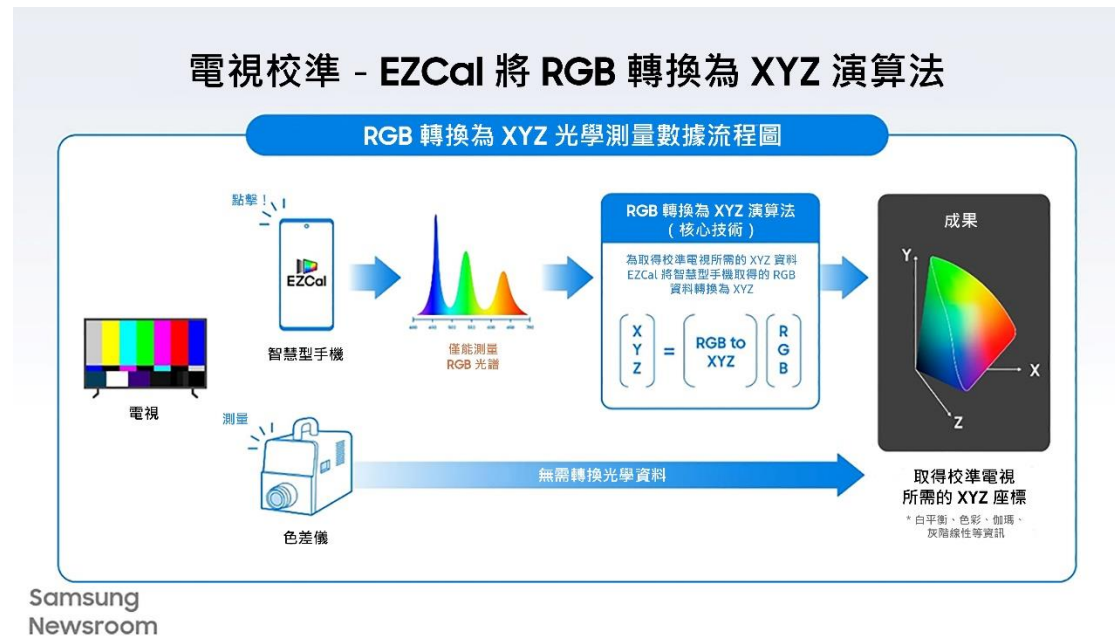 電視校準 - EZCal 將 RGB 轉換為 XYZ 演算法
RGB 轉換為 XYZ 光學測量數據流程圖
點擊！
EZCal
智慧型手機
電視
測量
色差儀
僅能測量
RGB 光譜
RGB 轉換為 XYZ 演算法
（核心技術）
為取得校準電視所需的 XYZ 資料
EZCal 將智慧型手機取得的 RGB
資料轉換為 XYZ
X
Y
Z
=
RGB to
XYZ
R
G
B
無需轉換光學資料
成果
Y
X
Z
取得校準電視
所需的 XYZ 座標
* 白平衡、色彩、伽瑪、
灰階線性等資訊
Samsung
Newsroom